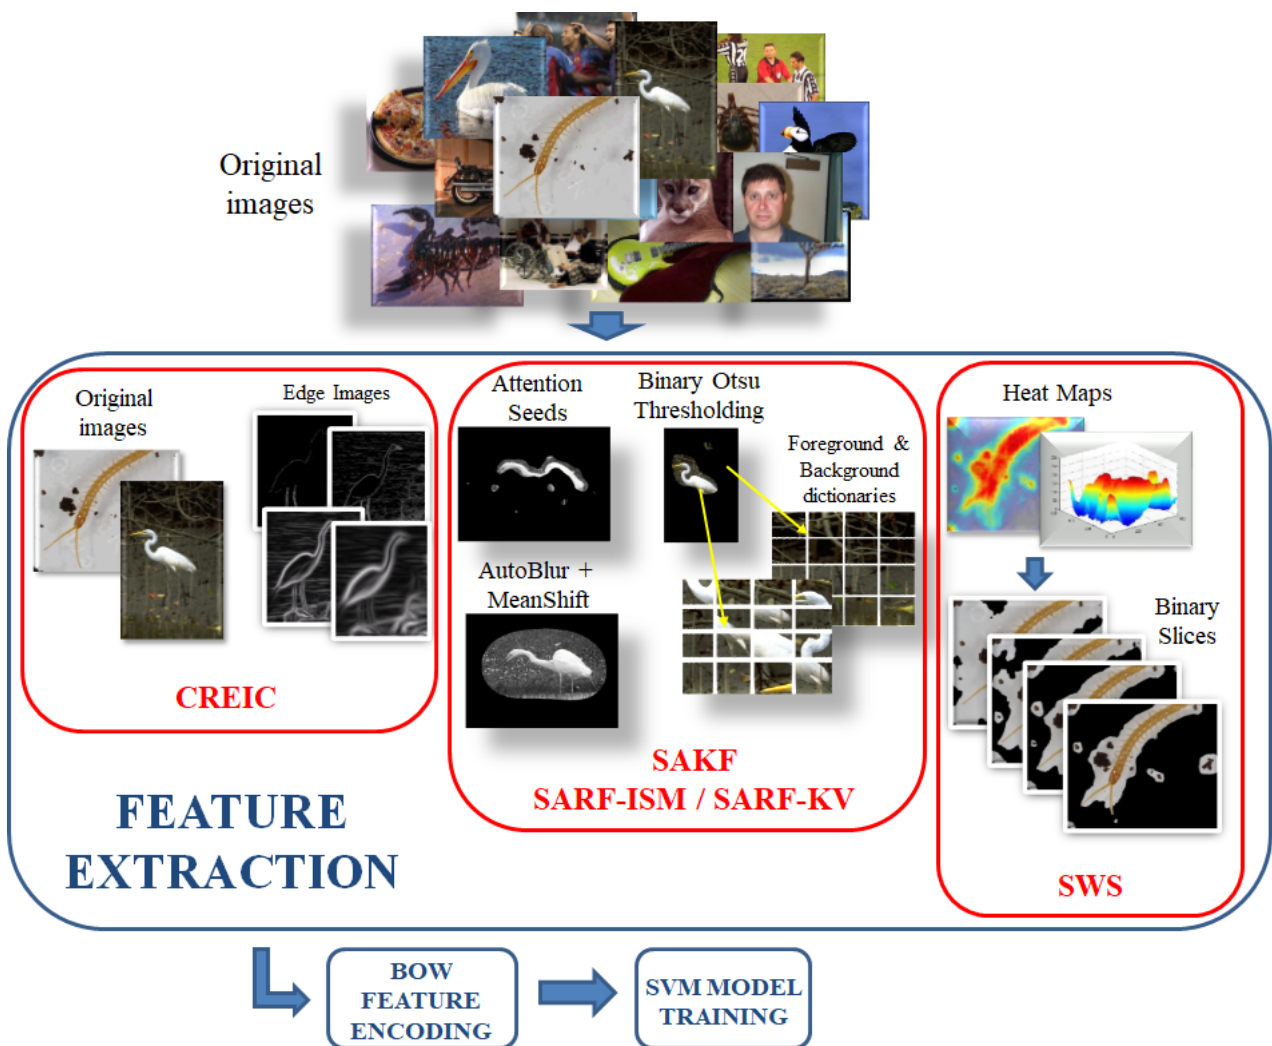 Original
images
Original
images
Edge Images
CREIC
Attention
Seeds
Binary Otsu
Thresholding
Foreground &
Background
dictionaries
AutoBlur +
MeanShift
SAKF
SARF-ISM / SARF-KV
Heat Maps
Binary
Slices
SWS
FEATURE
EXTRACTION
BOW
FEATURE
ENCODING
SVM MODEL
TRAINING